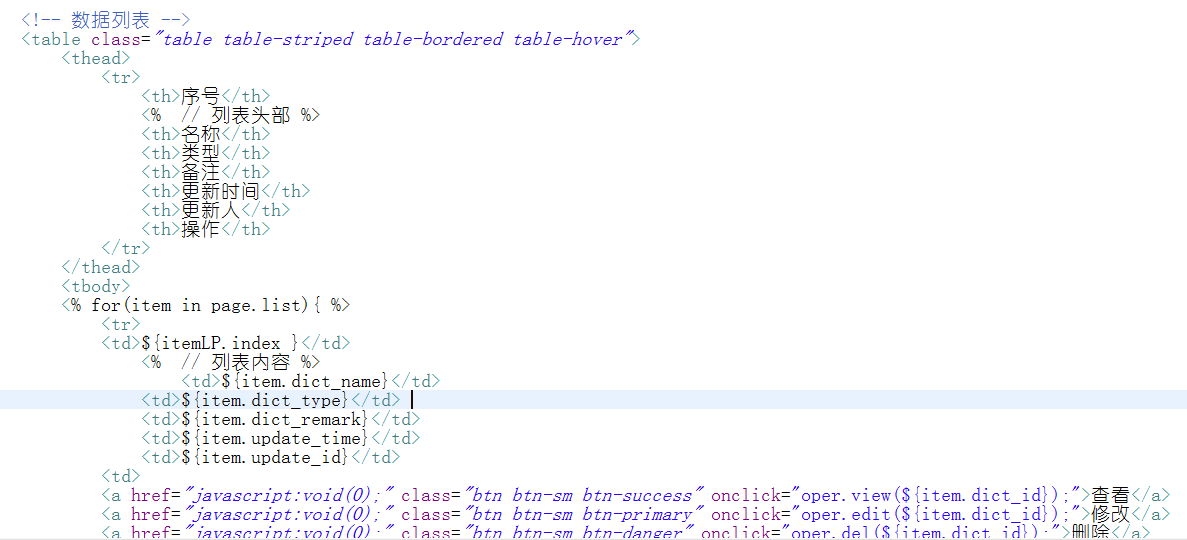 <!-- 数据列表 -->
<table class="table table-striped table-bordered table-hover">
<thead>
<tr>
<th>序号</th>
<%  // 列表头部 %>
<th>名称</th>
<th>类型</th>
<th>备注</th>
<th>更新时间</th>
<th>更新人</th>
<th>操作</th>
</tr>
</thead>
<tbody>
<% for(item in page.list){ %>
<tr>
<td>${itemLP.index }</td>
<%  // 列表内容 %>
<td>${item.dict_name}</td>
<td>${item.dict_type}</td>
<td>${item.dict_remark}</td>
<td>${item.update_time}</td>
<td>${item.update_id}</td>
<td>
<a href="javascript:void(0);" class="btn btn-sm btn-success" onclick="oper.view(${item.dict_id});">查看</a>
<a href="javascript:void(0);" class="btn btn-sm btn-primary" onclick="oper.edit(${item.dict_id});">修改</a>
<a href="javascript:void(0);" class="btn btn-sm btn-danger" onclick="oper.del(${item.dict_id});">删除</a>